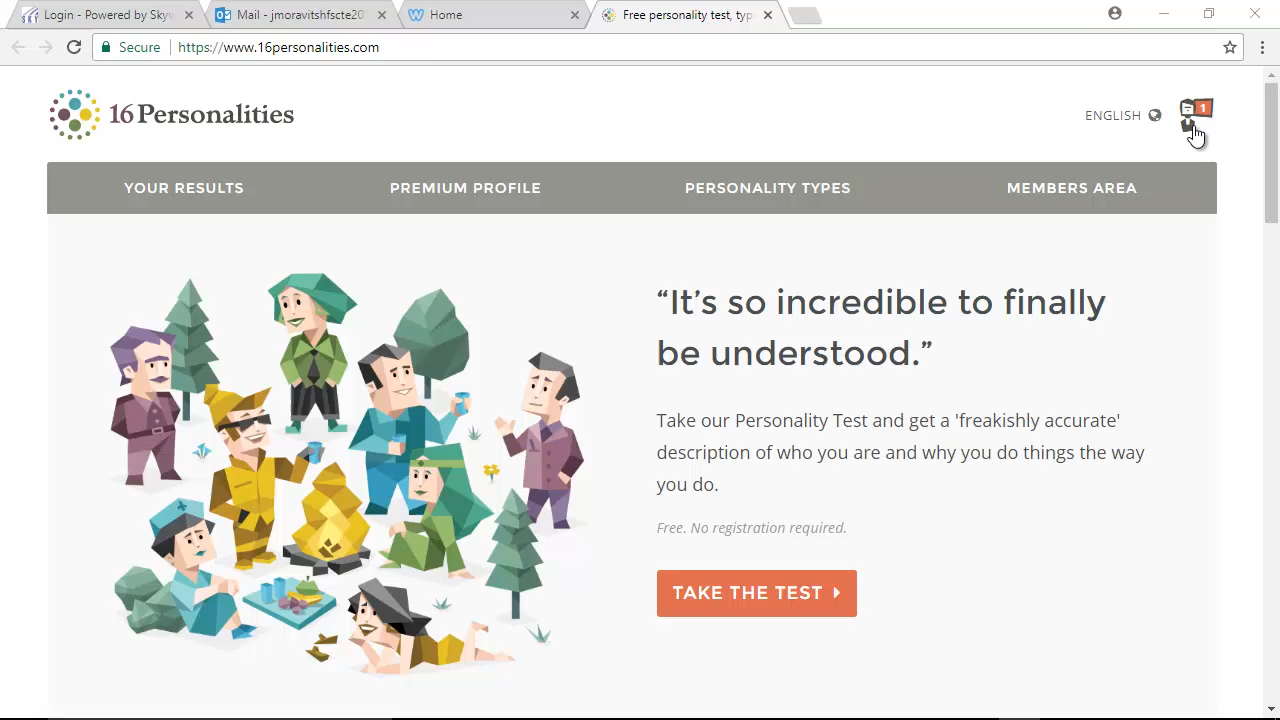 Login - Powered by Skyw
Mail - jmoravitshfscte20
Home
Free personality test, typ
Secure
https://www.16personalities.com
16Personalities
ENGLISH
1
YOUR RESULTS
PREMIUM PROFILE
PERSONALITY TYPES
MEMBERS AREA
“It’s so incredible to finally
be understood.”
Take our Personality Test and get a 'freakishly accurate'
description of who you are and why you do things the way
you do.
Free. No registration required.
TAKE THE TEST